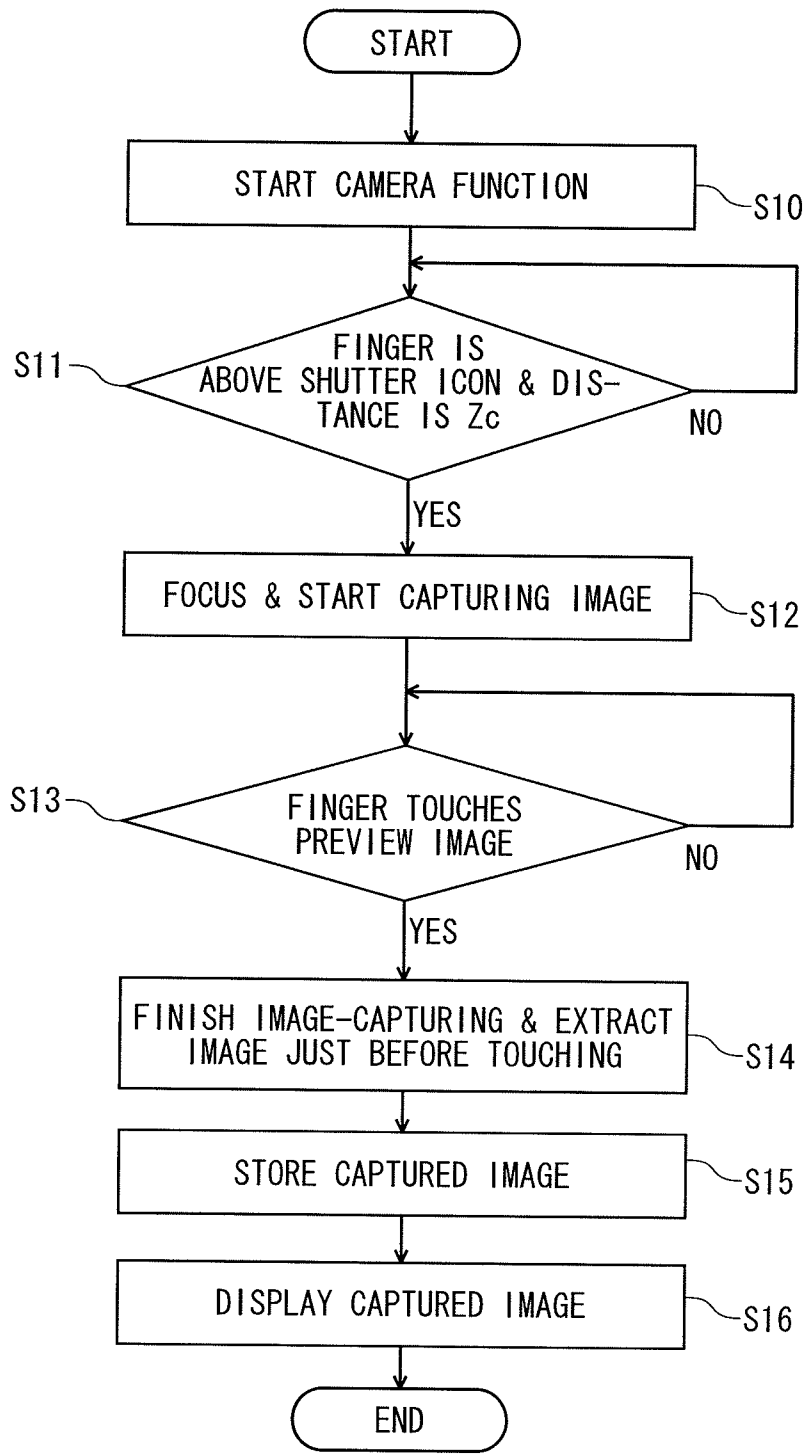 START
START CAMERA FUNCTION
S10
S11
FINGER IS
ABOVE SHUTTER ICON & DIS-
TANCE IS Zc
NO
YES
FOCUS & START CAPTURING IMAGE
S12
S13
FINGER TOUCHES
PREVIEW IMAGE
NO
YES
FINISH IMAGE-CAPTURING & EXTRACT
IMAGE JUST BEFORE TOUCHING
S14
STORE CAPTURED IMAGE
S15
DISPLAY CAPTURED IMAGE
S16
END